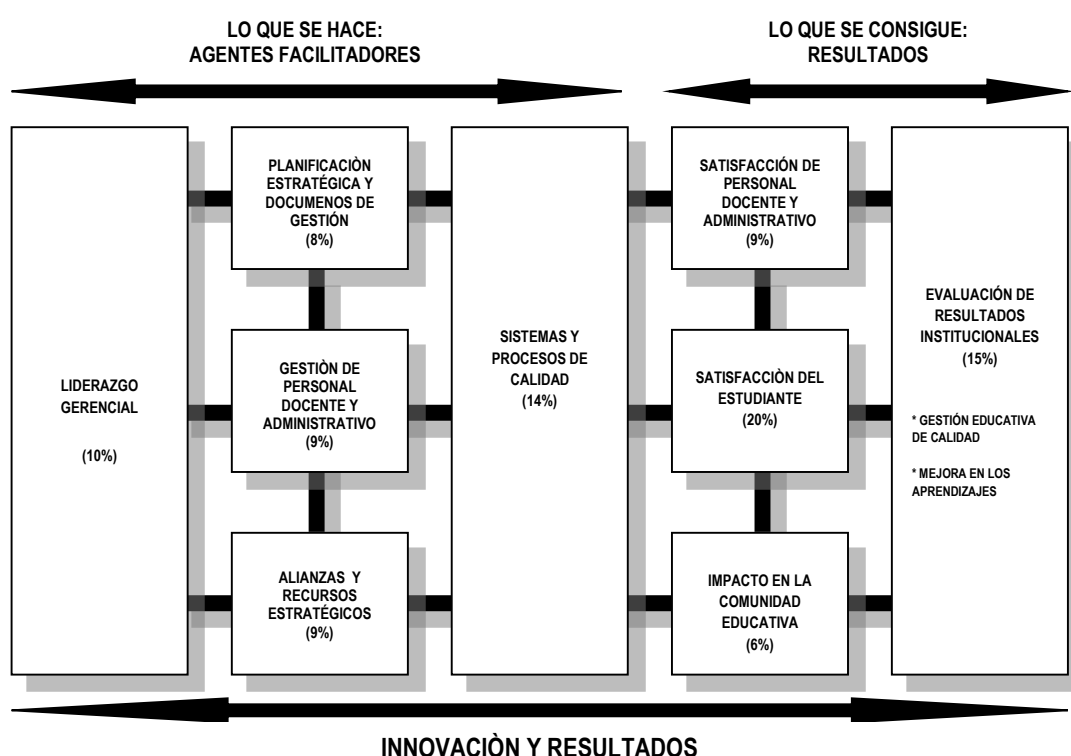 LO QUE SE HACE:
AGENTES FACILITADORES
LO QUE SE CONSIGUE:
RESULTADOS
LIDERAZGO
GERENCIAL
(10%)
PLANIFICACIÒN
ESTRATÉGICA Y
DOCUMENOS DE
GESTIÓN
(8%)
GESTIÒN DE
PERSONAL
DOCENTE Y
ADMINISTRATIVO
(9%)
ALIANZAS Y
RECURSOS
ESTRATÉGICOS
(9%)
SISTEMAS Y
PROCESOS DE
CALIDAD
(14%)
SATISFACCIÓN DE
PERSONAL
DOCENTE Y
ADMINISTRATIVO
(9%)
SATISFACCIÒN DEL
ESTUDIANTE
(20%)
IMPACTO EN LA
COMUNIDAD
EDUCATIVA
(6%)
EVALUACIÓN DE
RESULTADOS
INSTITUCIONALES
(15%)
* GESTIÓN EDUCATIVA
DE CALIDAD
* MEJORA EN LOS
APRENDIZAJES
INNOVACIÒN Y RESULTADOS